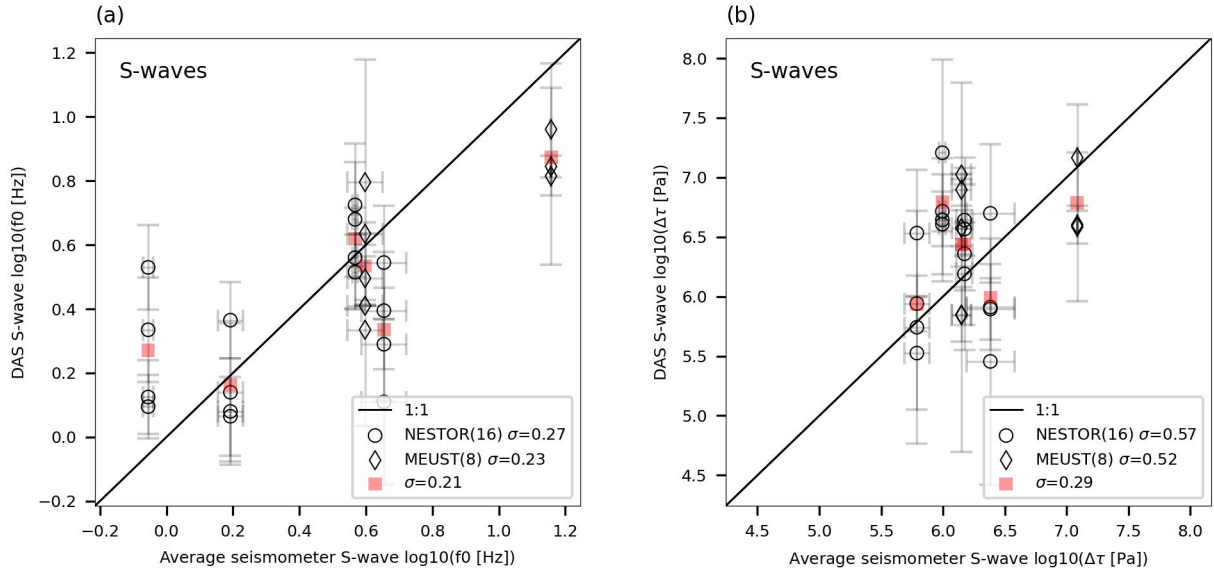 (a)
S-waves
1.2
1.0
0.8
0.6
0.4
0.2
0.0
−0.2
DAS S-wave log10(f0 [Hz])
1:1
NESTOR(16) σ=0.27
MEUST(8) σ=0.23
σ=0.21
−0.2 0.0 0.2 0.4 0.6 0.8 1.0 1.2
Average seismometer S-wave log10(f0 [Hz])
(b)
S-waves
8.0
7.5
7.0
6.5
6.0
5.5
5.0
4.5
DAS S-wave log10(Δτ [Pa])
1:1
NESTOR(16) σ=0.57
MEUST(8) σ=0.52
σ=0.29
4.5 5.0 5.5 6.0 6.5 7.0 7.5 8.0
Average seismometer S-wave log10(Δτ [Pa])